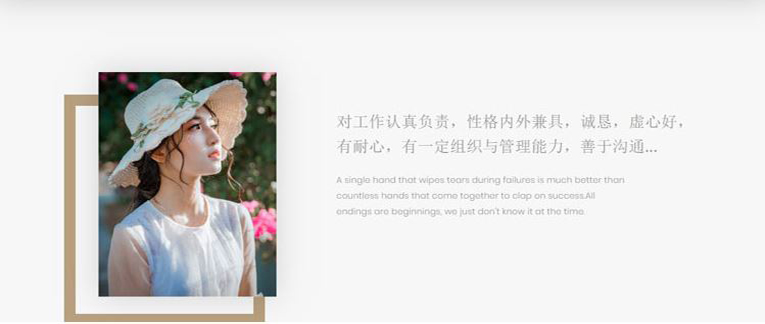 对工作认真负责，性格内外兼具，诚恳，虚心好，
有耐心，有一定组织与管理能力，善于沟通...
A single hand that wipes tears during failures is much better than
countless hands that come together to clap on success.All
endings are beginnings, we just don't know it at the time.